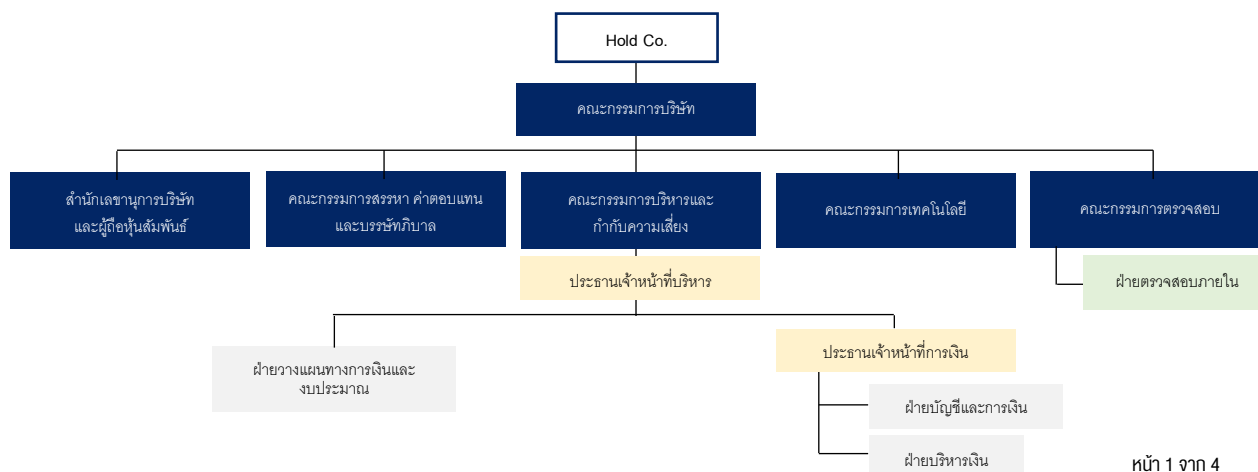 Hold Co.
คณะกรรมการบริษัท
สำนักเลขานุการบริษัท
และผู้ถือหุ้นสัมพันธ์
คณะกรรมการสรรหา ค่าตอบแทน
และบรรษัทภิบาล
คณะกรรมการบริหารและ
กำกับความเสี่ยง
คณะกรรมการเทคโนโลยี
คณะกรรมการตรวจสอบ
ประธานเจ้าหน้าที่บริหาร
ฝ่ายตรวจสอบภายใน
ฝ่ายวางแผนทางการเงินและ
งบประมาณ
ประธานเจ้าหน้าที่การเงิน
ฝ่ายบัญชีและการเงิน
ฝ่ายบริหารเงิน
หน้า 1 จาก 4